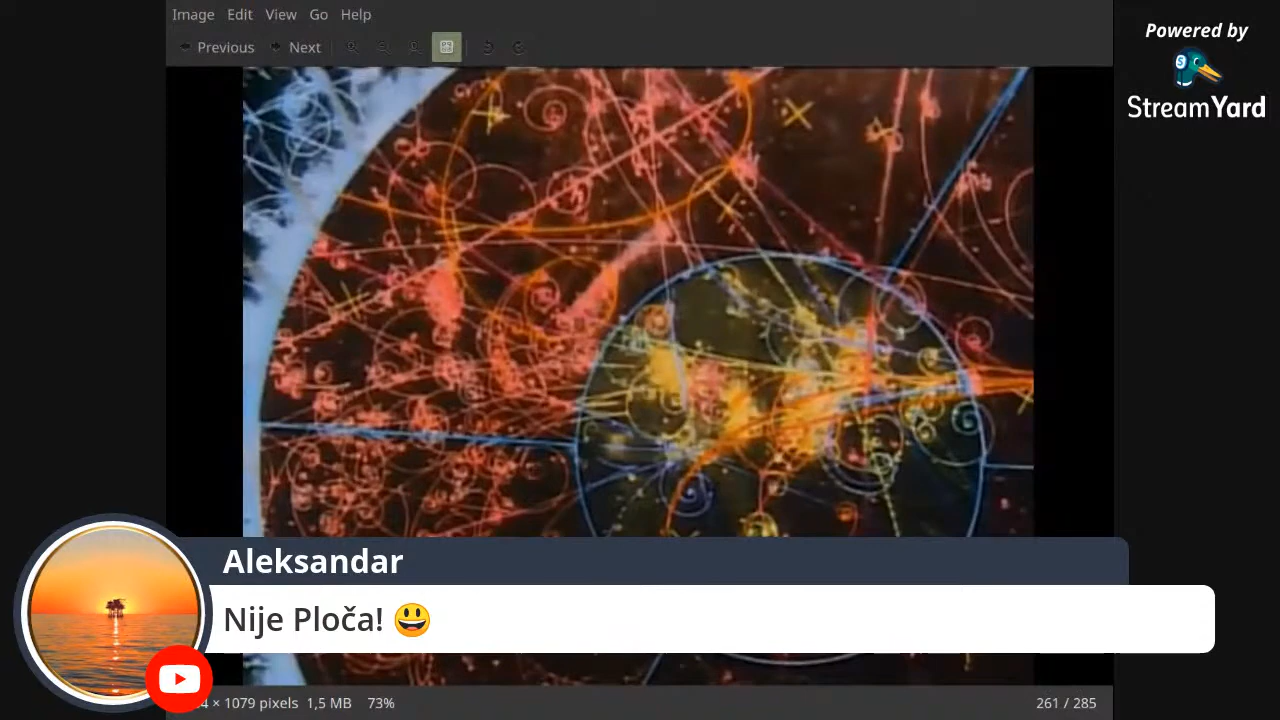 Image Edit View Go Help
Previous Next
Powered by
StreamYard
Aleksandar
Nije Ploča! 😃
4 × 1079 pixels 1,5 MB 73%
261 / 285